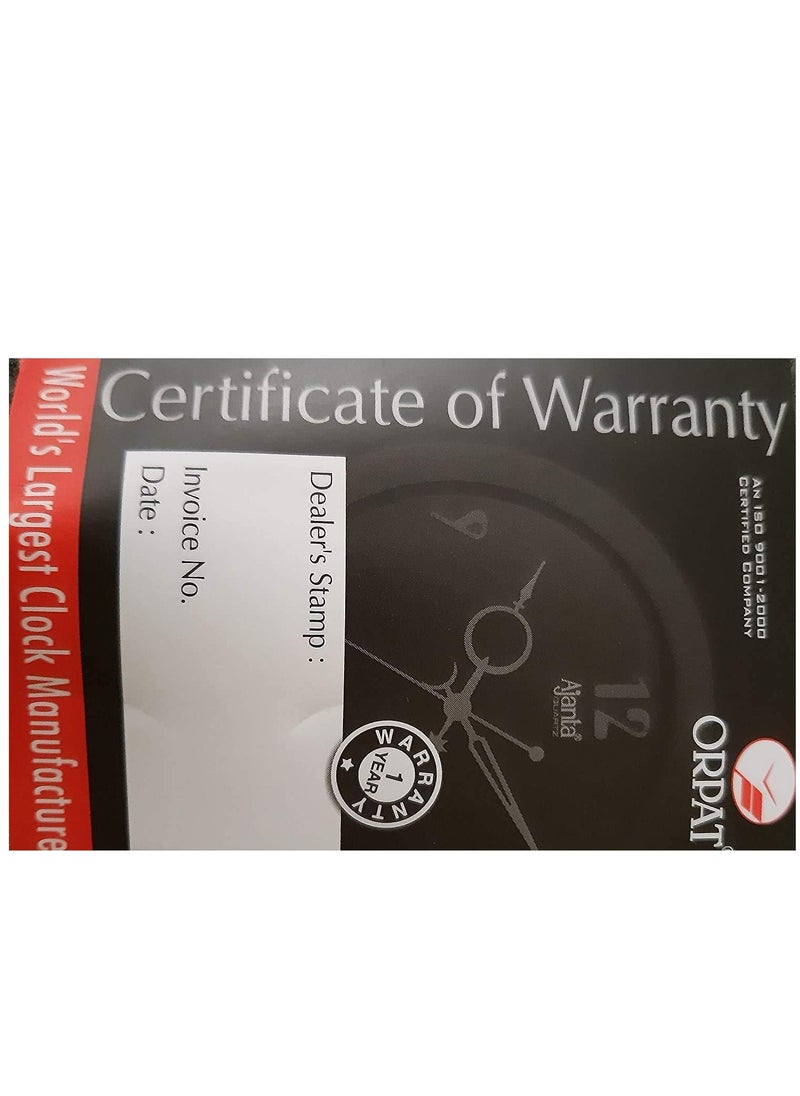 Certificate of Warranty
AN ISO 9001-2000
CERTIFIED COMPANY
ORPAT
12
Ajanta®
QUARTZ
Dealer's Stamp :
Invoice No.
Date :
WARRANTY
1
YEAR
World's Largest Clock Manufacture